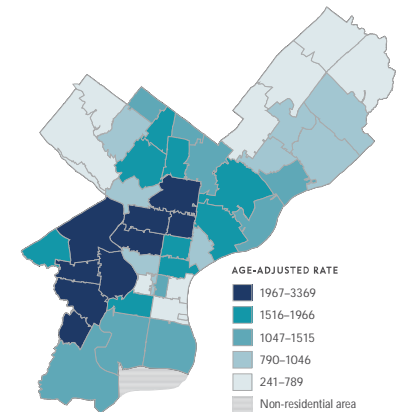 AGE-ADJUSTED RATE
1967–3369
1516–1966
1047–1515
790–1046
241–789
Non-residential area